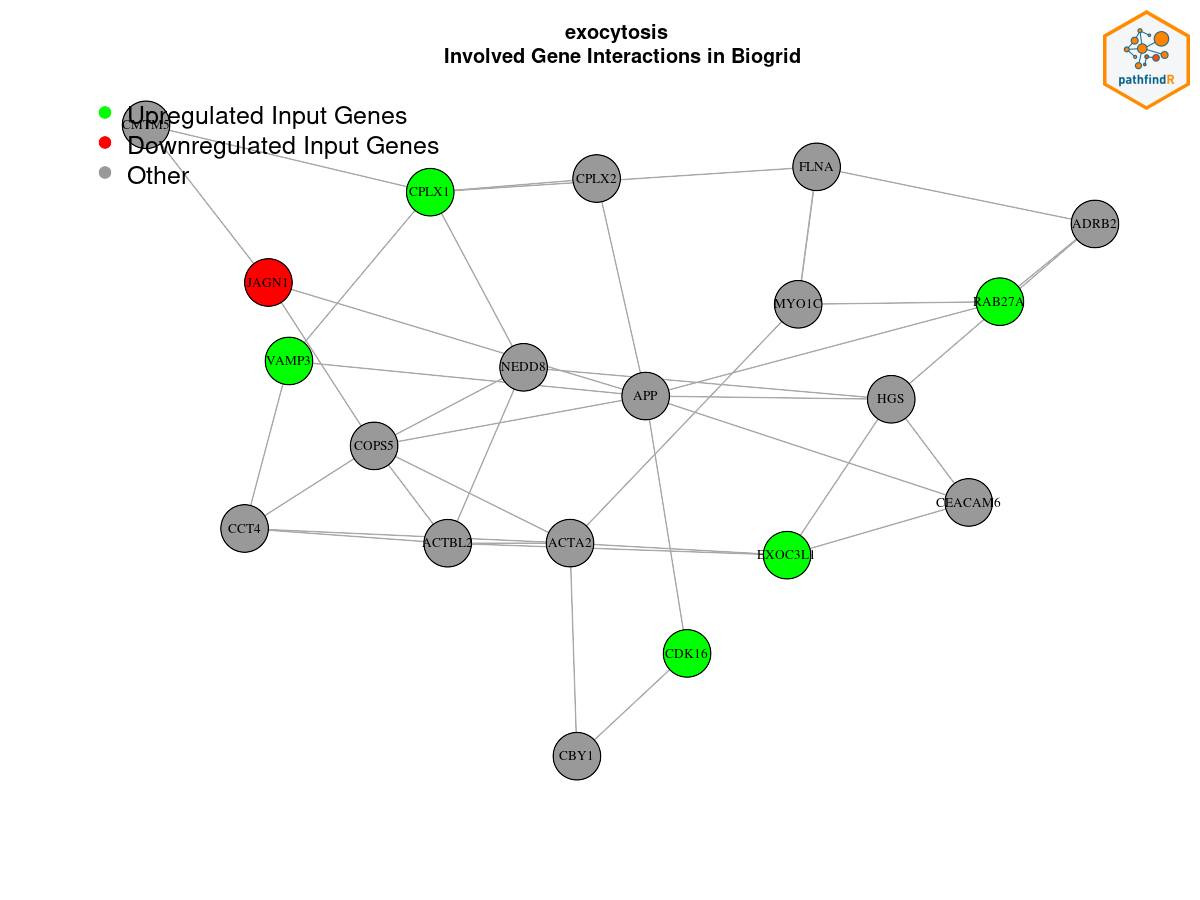 exocytosis
Involved Gene Interactions in Biogrid
pathfindR
Upregulated Input Genes
CMTM5
Downregulated Input Genes
Other
FLNA
CPLX2
CPLX1
ADRB2
JAGN1
RAB27A
MYO1C
VAMP3
NEDD8
APP
HGS
COPS5
CEACAM6
CCT4
ACTBL2
ACTA2
EXOC3L1
CDK16
CBY1